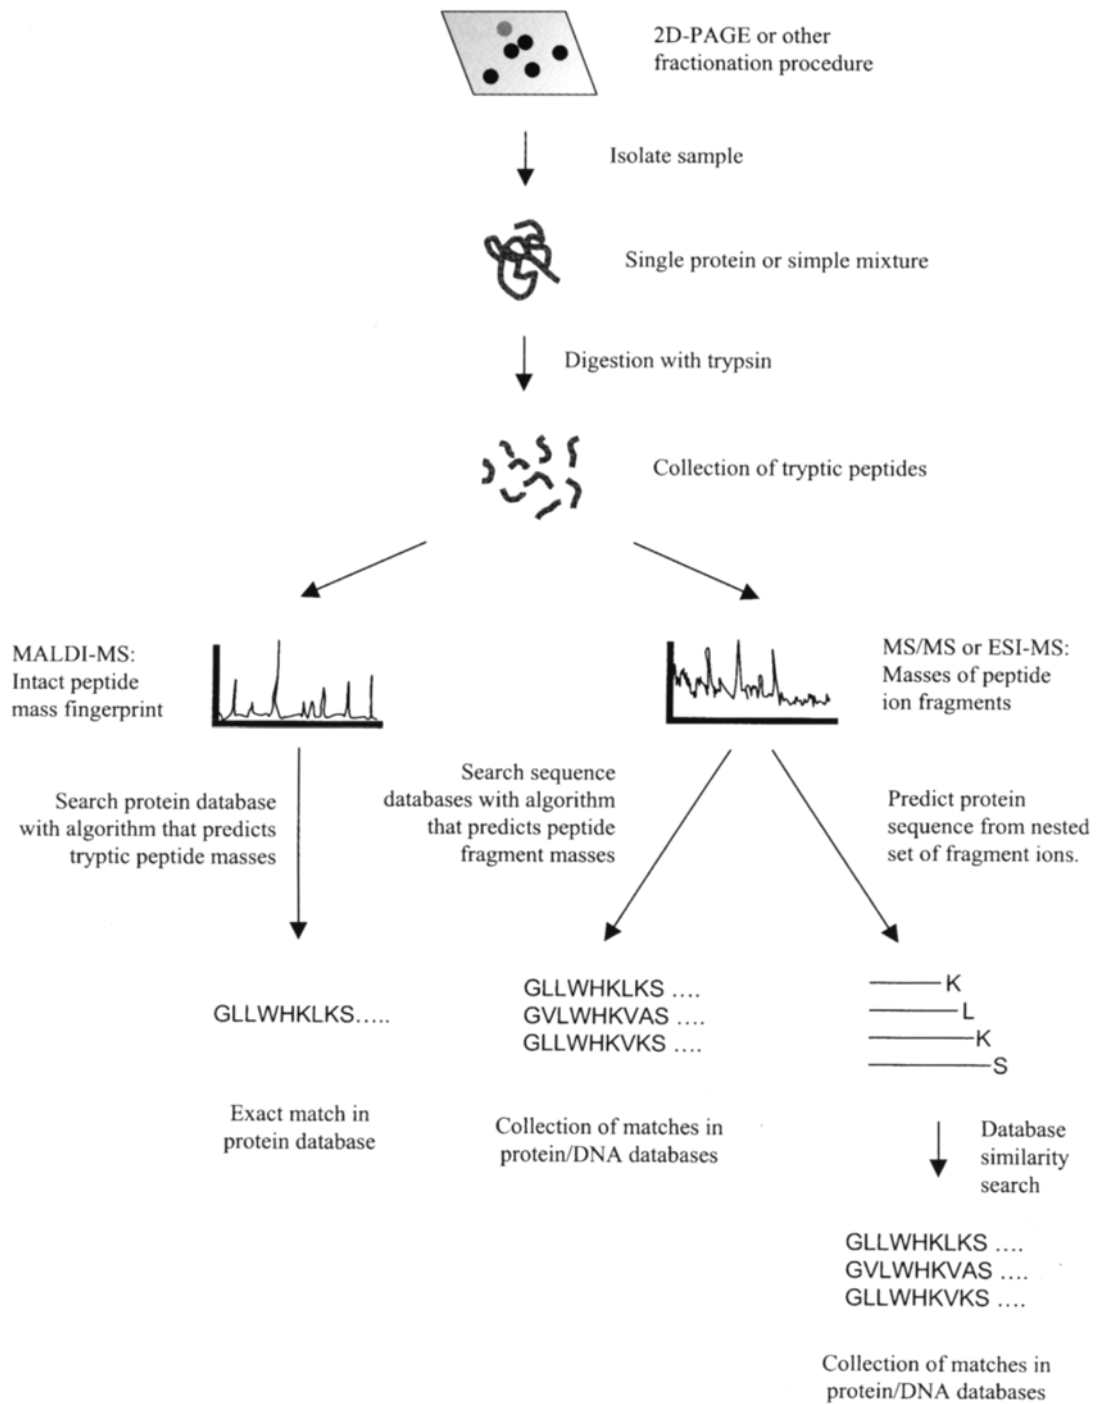 2D-PAGE or other
fractionation procedure
Isolate sample
Single protein or simple mixture
Digestion with trypsin
Collection of tryptic peptides
MALDI-MS:
Intact peptide
mass fingerprint
MS/MS or ESI-MS:
Masses of peptide
ion fragments
Search protein database
with algorithm that predicts
tryptic peptide masses
Search sequence
databases with algorithm
that predicts peptide
fragment masses
Predict protein
sequence from nested
set of fragment ions.
GLLWHKLKS.....
Exact match in
protein database
GLLWHKLKS ....
GVLWHKVAS ....
GLLWHKVKS ....
Collection of matches in
protein/DNA databases
K
L
K
S
Database
similarity
search
GLLWHKLKS ....
GVLWHKVAS ....
GLLWHKVKS ....
Collection of matches in
protein/DNA databases